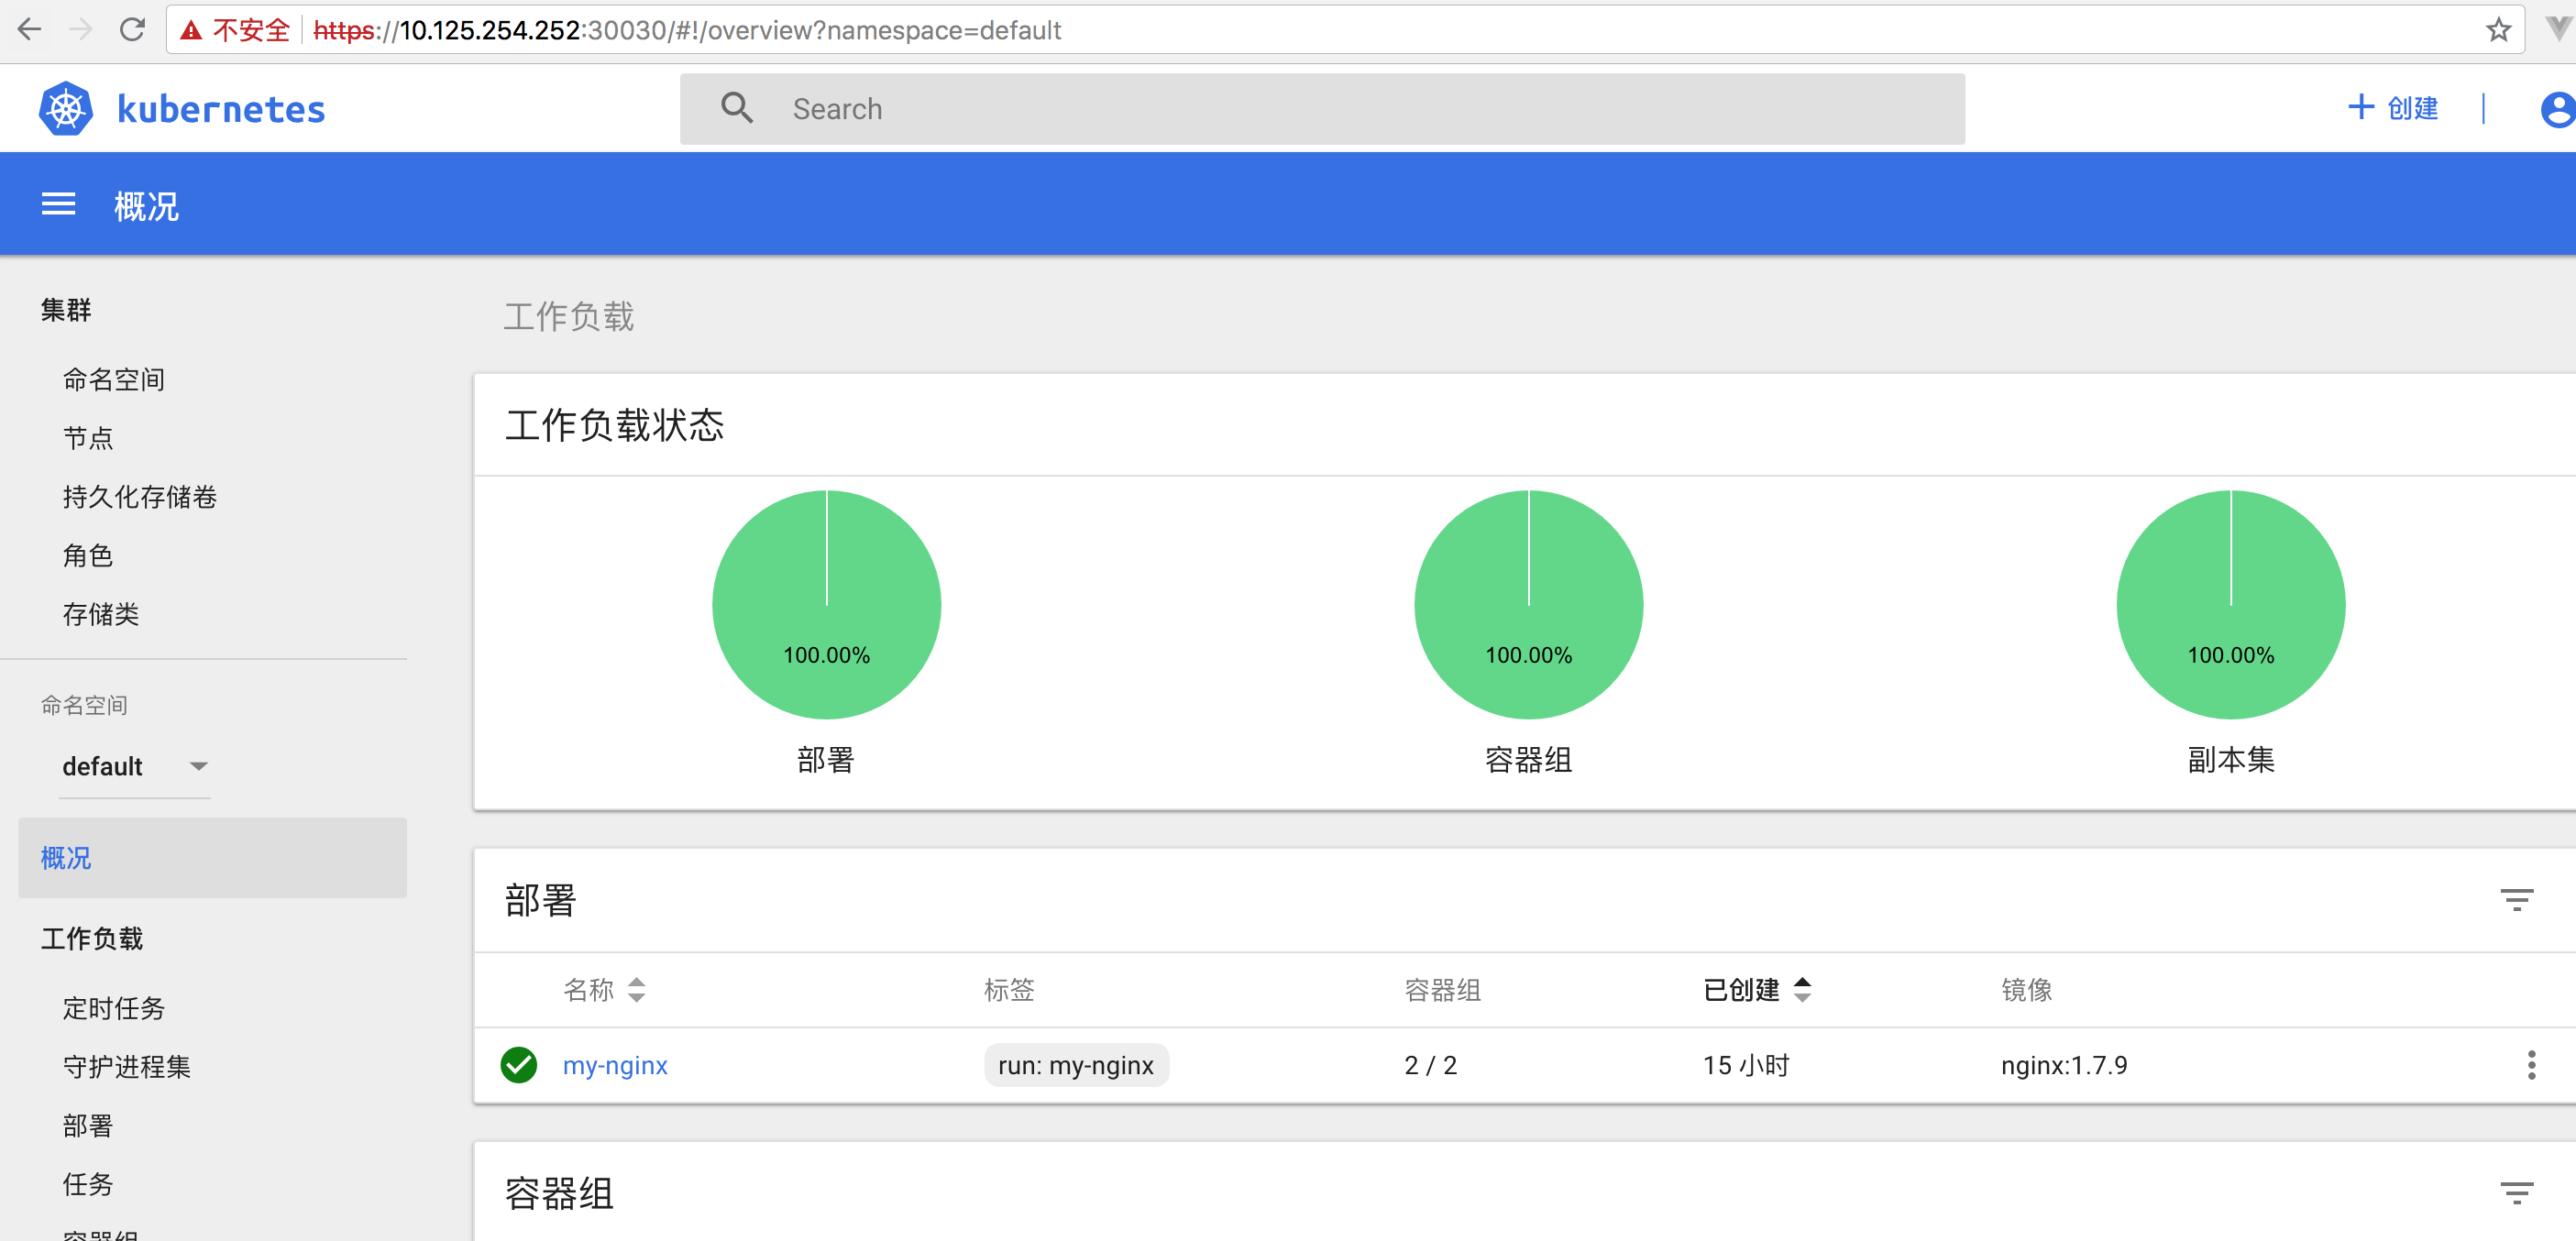 不安全 https://10.125.254.252:30030/#!/overview?namespace=default
kubernetes
Search
创建
概况
集群
命名空间
节点
持久化存储卷
角色
存储类
命名空间
default
概况
工作负载
定时任务
守护进程集
部署
任务
容器组
工作负载
工作负载状态
100.00% 100.00% 100.00%
部署 容器组 副本集
部署
名称 标签 容器组 已创建 镜像
my-nginx run: my-nginx 2 / 2 15 小时 nginx:1.7.9
容器组